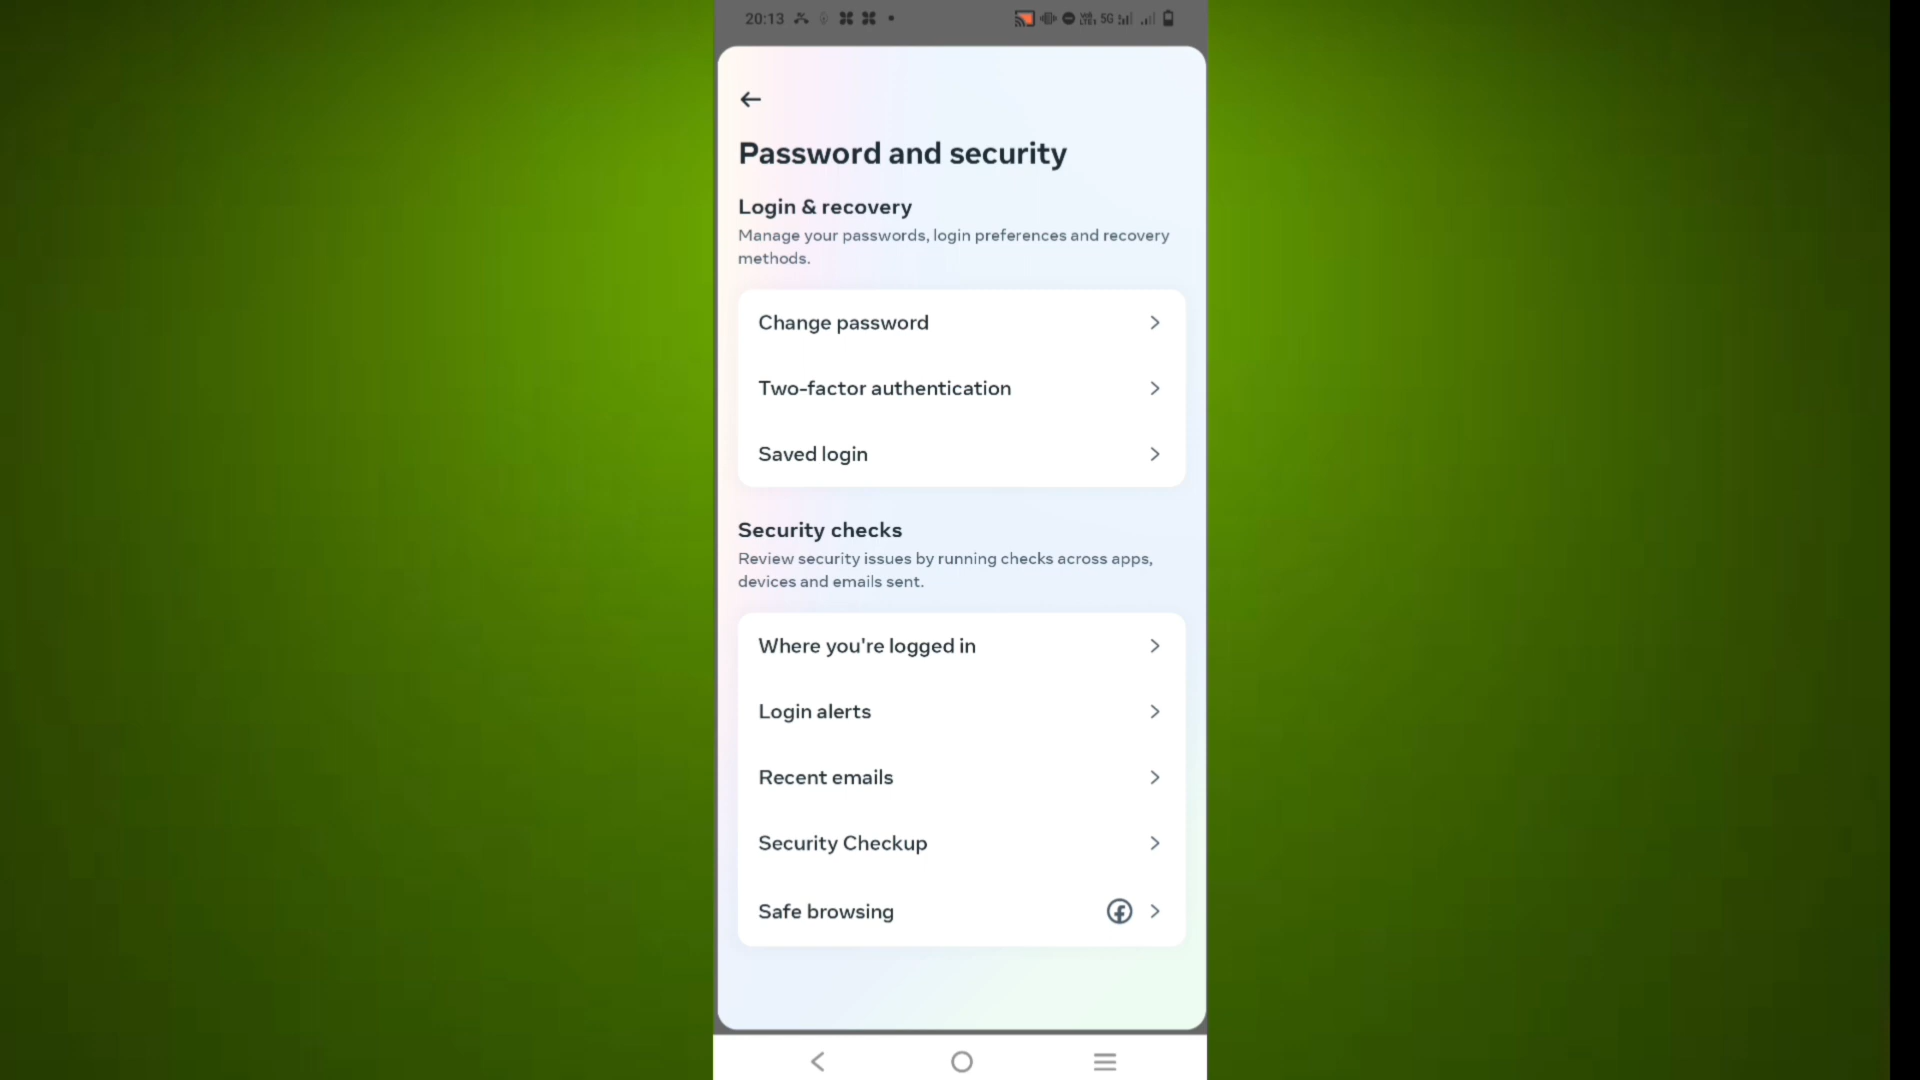 20:13
5G
Password and security
Login & recovery
Manage your passwords, login preferences and recovery
methods.
Change password
Two-factor authentication
Saved login
Security checks
Review security issues by running checks across apps,
devices and emails sent.
Where you're logged in
Login alerts
Recent emails
Security Checkup
Safe browsing